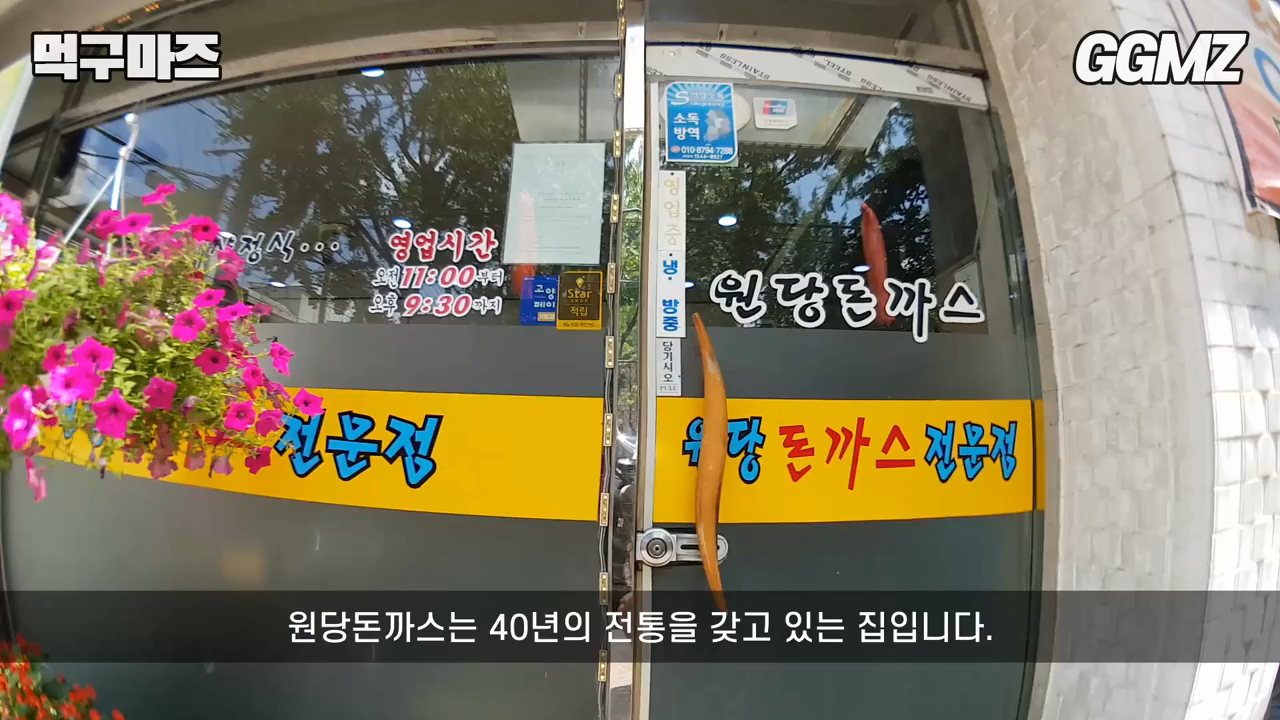 먹구마즈
GGMZ
STAINLESS STEEL STAINLESS
소독
방역
010-8794-7288
정식...
영업시간
오전 11:00부터
오후 9:30까지
고양
페이
Star
적립
영업중
냉·방중
당기시오
PULL
원당돈까스
전문점
원당 돈까스 전문점
원당돈까스는 40년의 전통을 갖고 있는 집입니다.